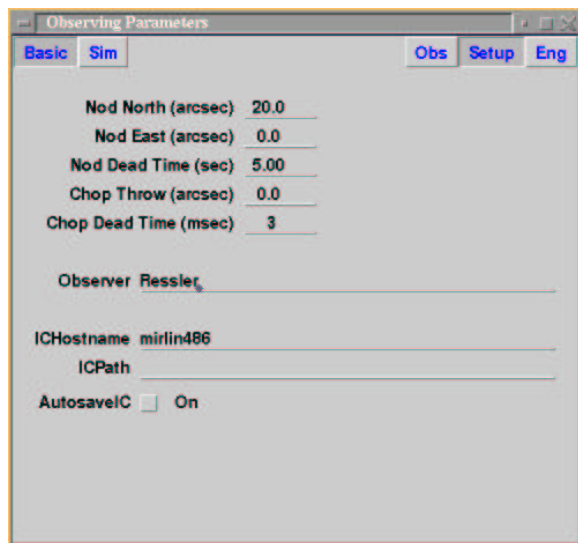 Observing Parameters
Basic Sim Obs Setup Eng
Nod North (arcsec) 20.0
Nod East (arcsec) 0.0
Nod Dead Time (sec) 5.00
Chop Throw (arcsec) 0.0
Chop Dead Time (msec) 3
Observer Ressler
ICHostname mirlin486
ICPath
AutosaveIC On